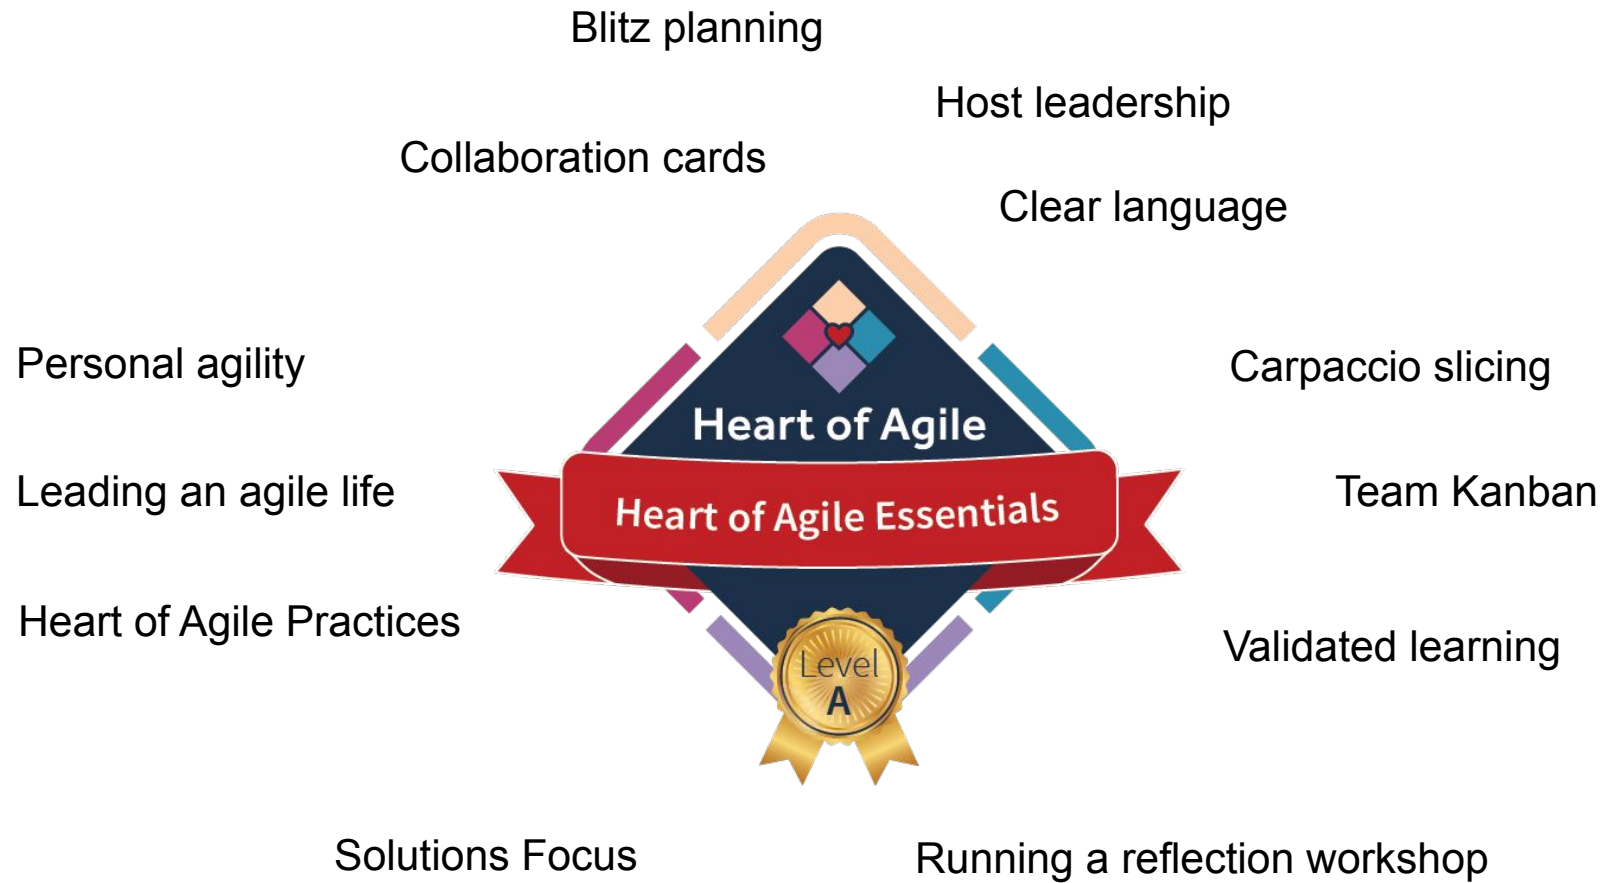 Blitz planning
Host leadership
Collaboration cards
Clear language
Personal agility
Carpaccio slicing
Heart of Agile
Leading an agile life
Heart of Agile Essentials
Team Kanban
Heart of Agile Practices
Validated learning
Level
A
Solutions Focus
Running a reflection workshop